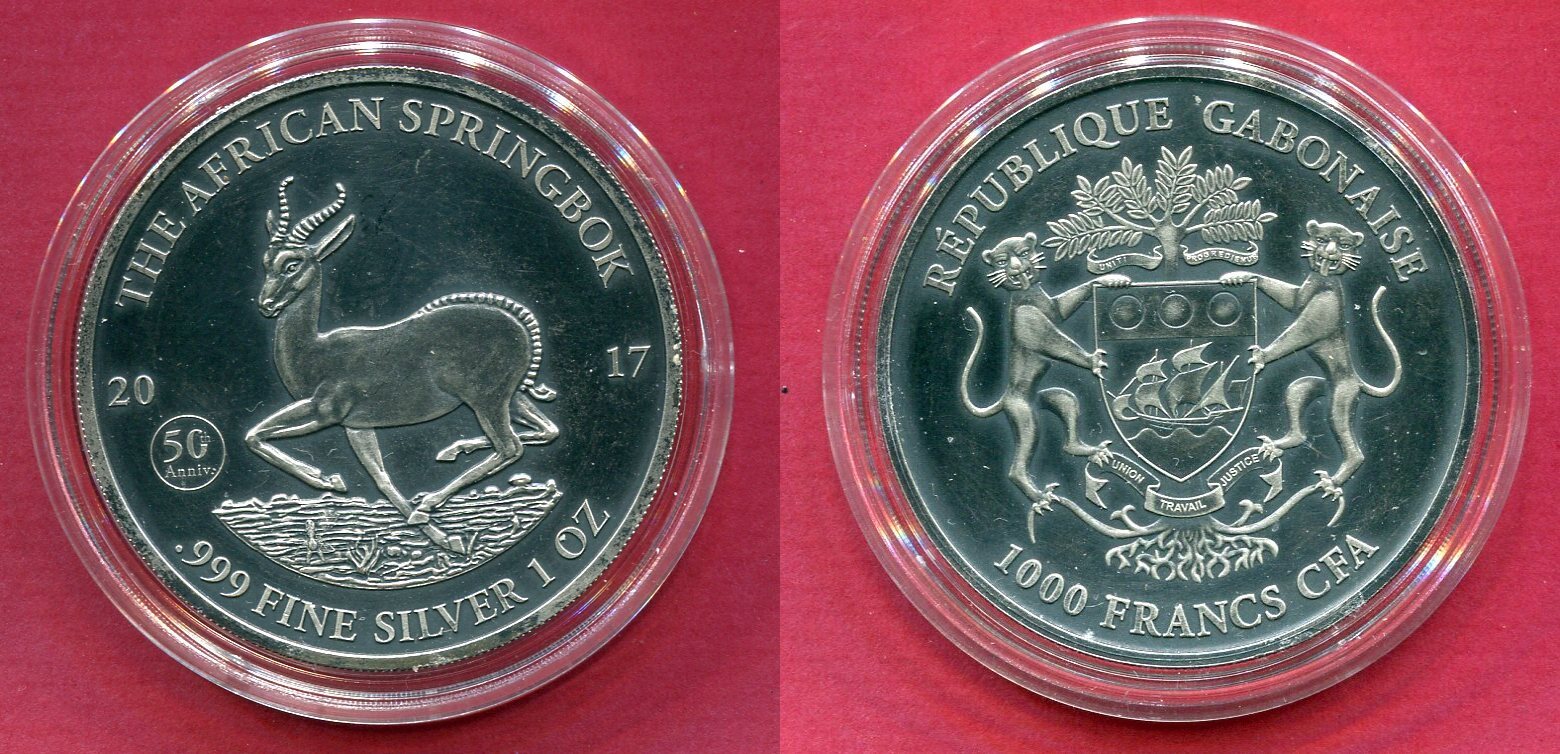 THE AFRICAN SPRINGBOK
20 17
50th
Anniv.
.999 FINE SILVER 1 OZ
RÉPUBLIQUE GABONAISE
UNITI PROGREDIEMUR
UNION TRAVAIL JUSTICE
1000 FRANCS CFA